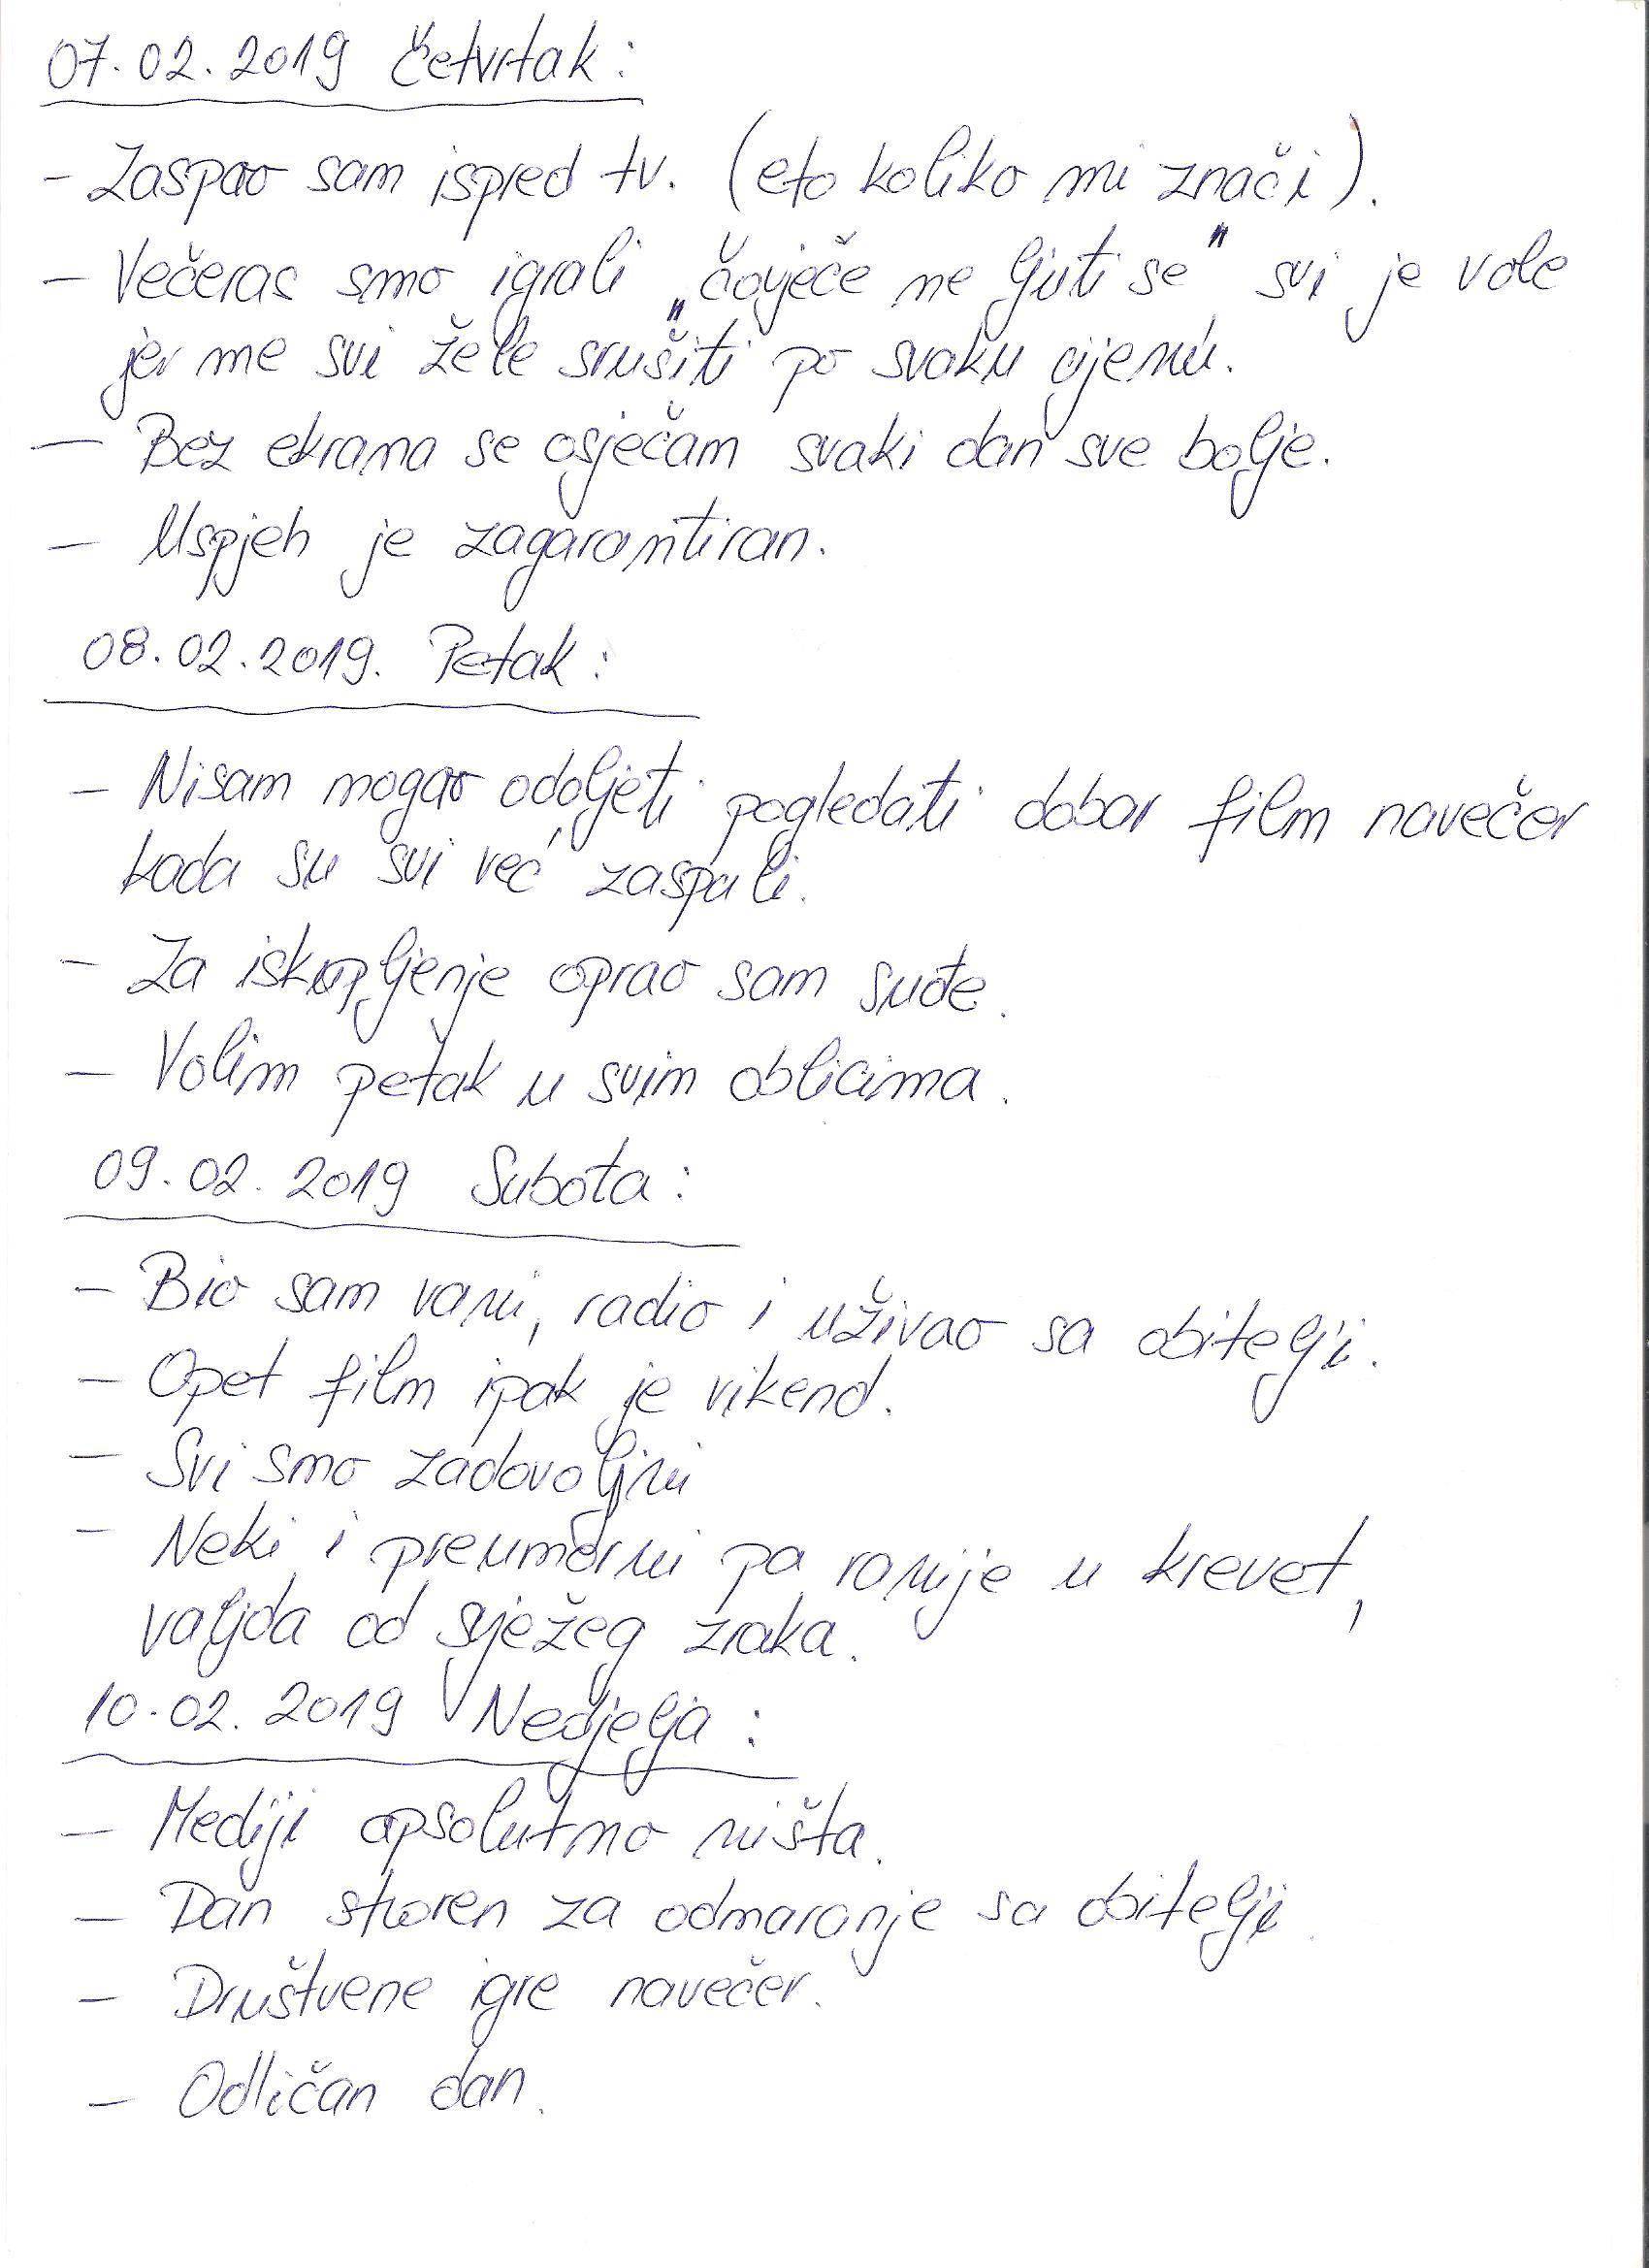 07.02.2019 Četvrtak:
- Zaspao sam ispred tv. (eto koliko mi znači).
- Večeras smo igrali „čovječe ne ljuti se" svi je vole
jer me svi žele srušiti po svaku cijenu.
- Bez ekrana se osječam svaki dan sve bolje.
- Uspjeh je zagarantiran.
08.02.2019. Petak:
- Nisam mogao odoljeti pogledati dobar film navečer
kada su svi već zaspali.
- Za iskupljenje oprao sam suđe.
- Volim petak u svim oblicima.
09.02.2019 Subota:
- Bio sam vani, radio i uživao sa obitelji.
- Opet film ipak je vikend.
- Svi smo zadovoljni
- Neki i preumorni pa ranije u krevet,
valjda od svježeg zraka.
10.02.2019 Nedjelja:
- Mediji apsolutno ništa.
- Dan stvoren za odmaranje sa obitelji.
- Društvene igre navečer.
- Odličan dan.